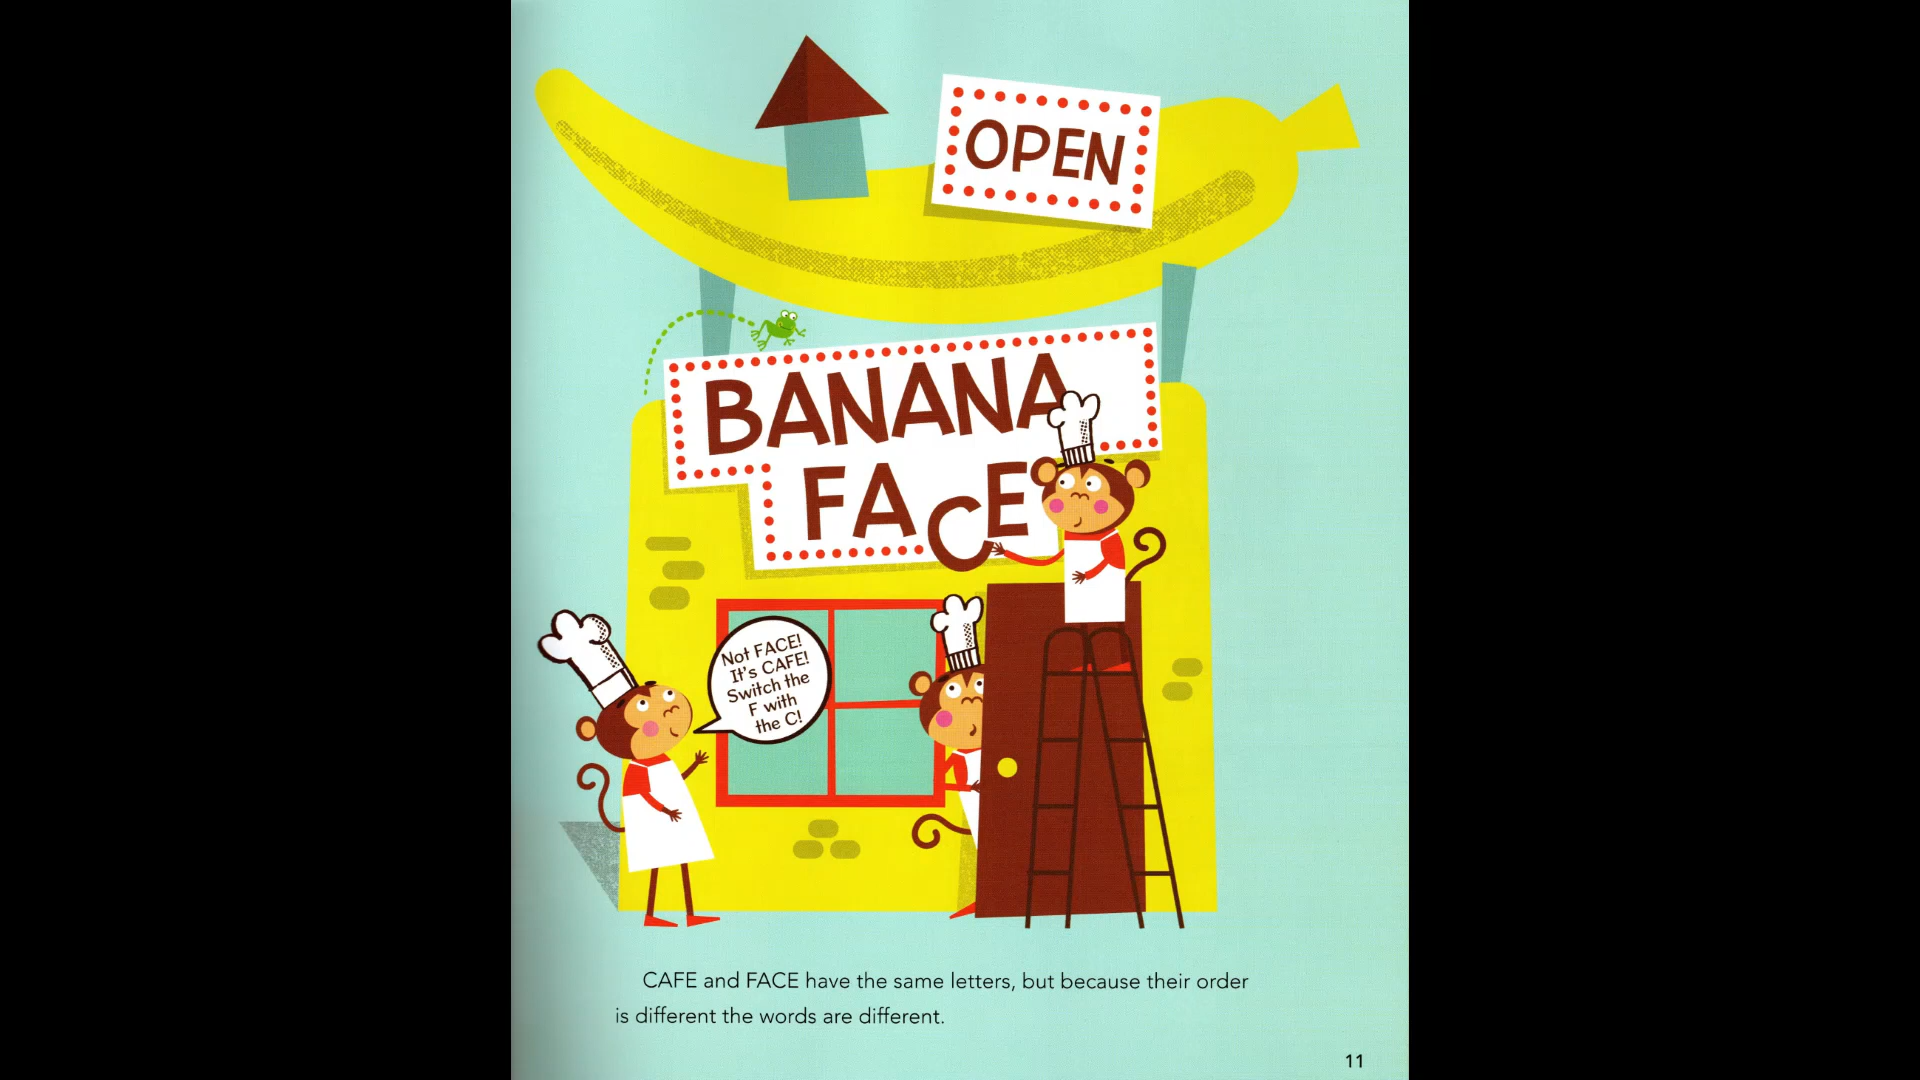 OPEN
BANANA
FACE
Not FACE!
It's CAFE!
Switch the
F with
the C!
CAFE and FACE have the same letters, but because their order
is different the words are different.
11